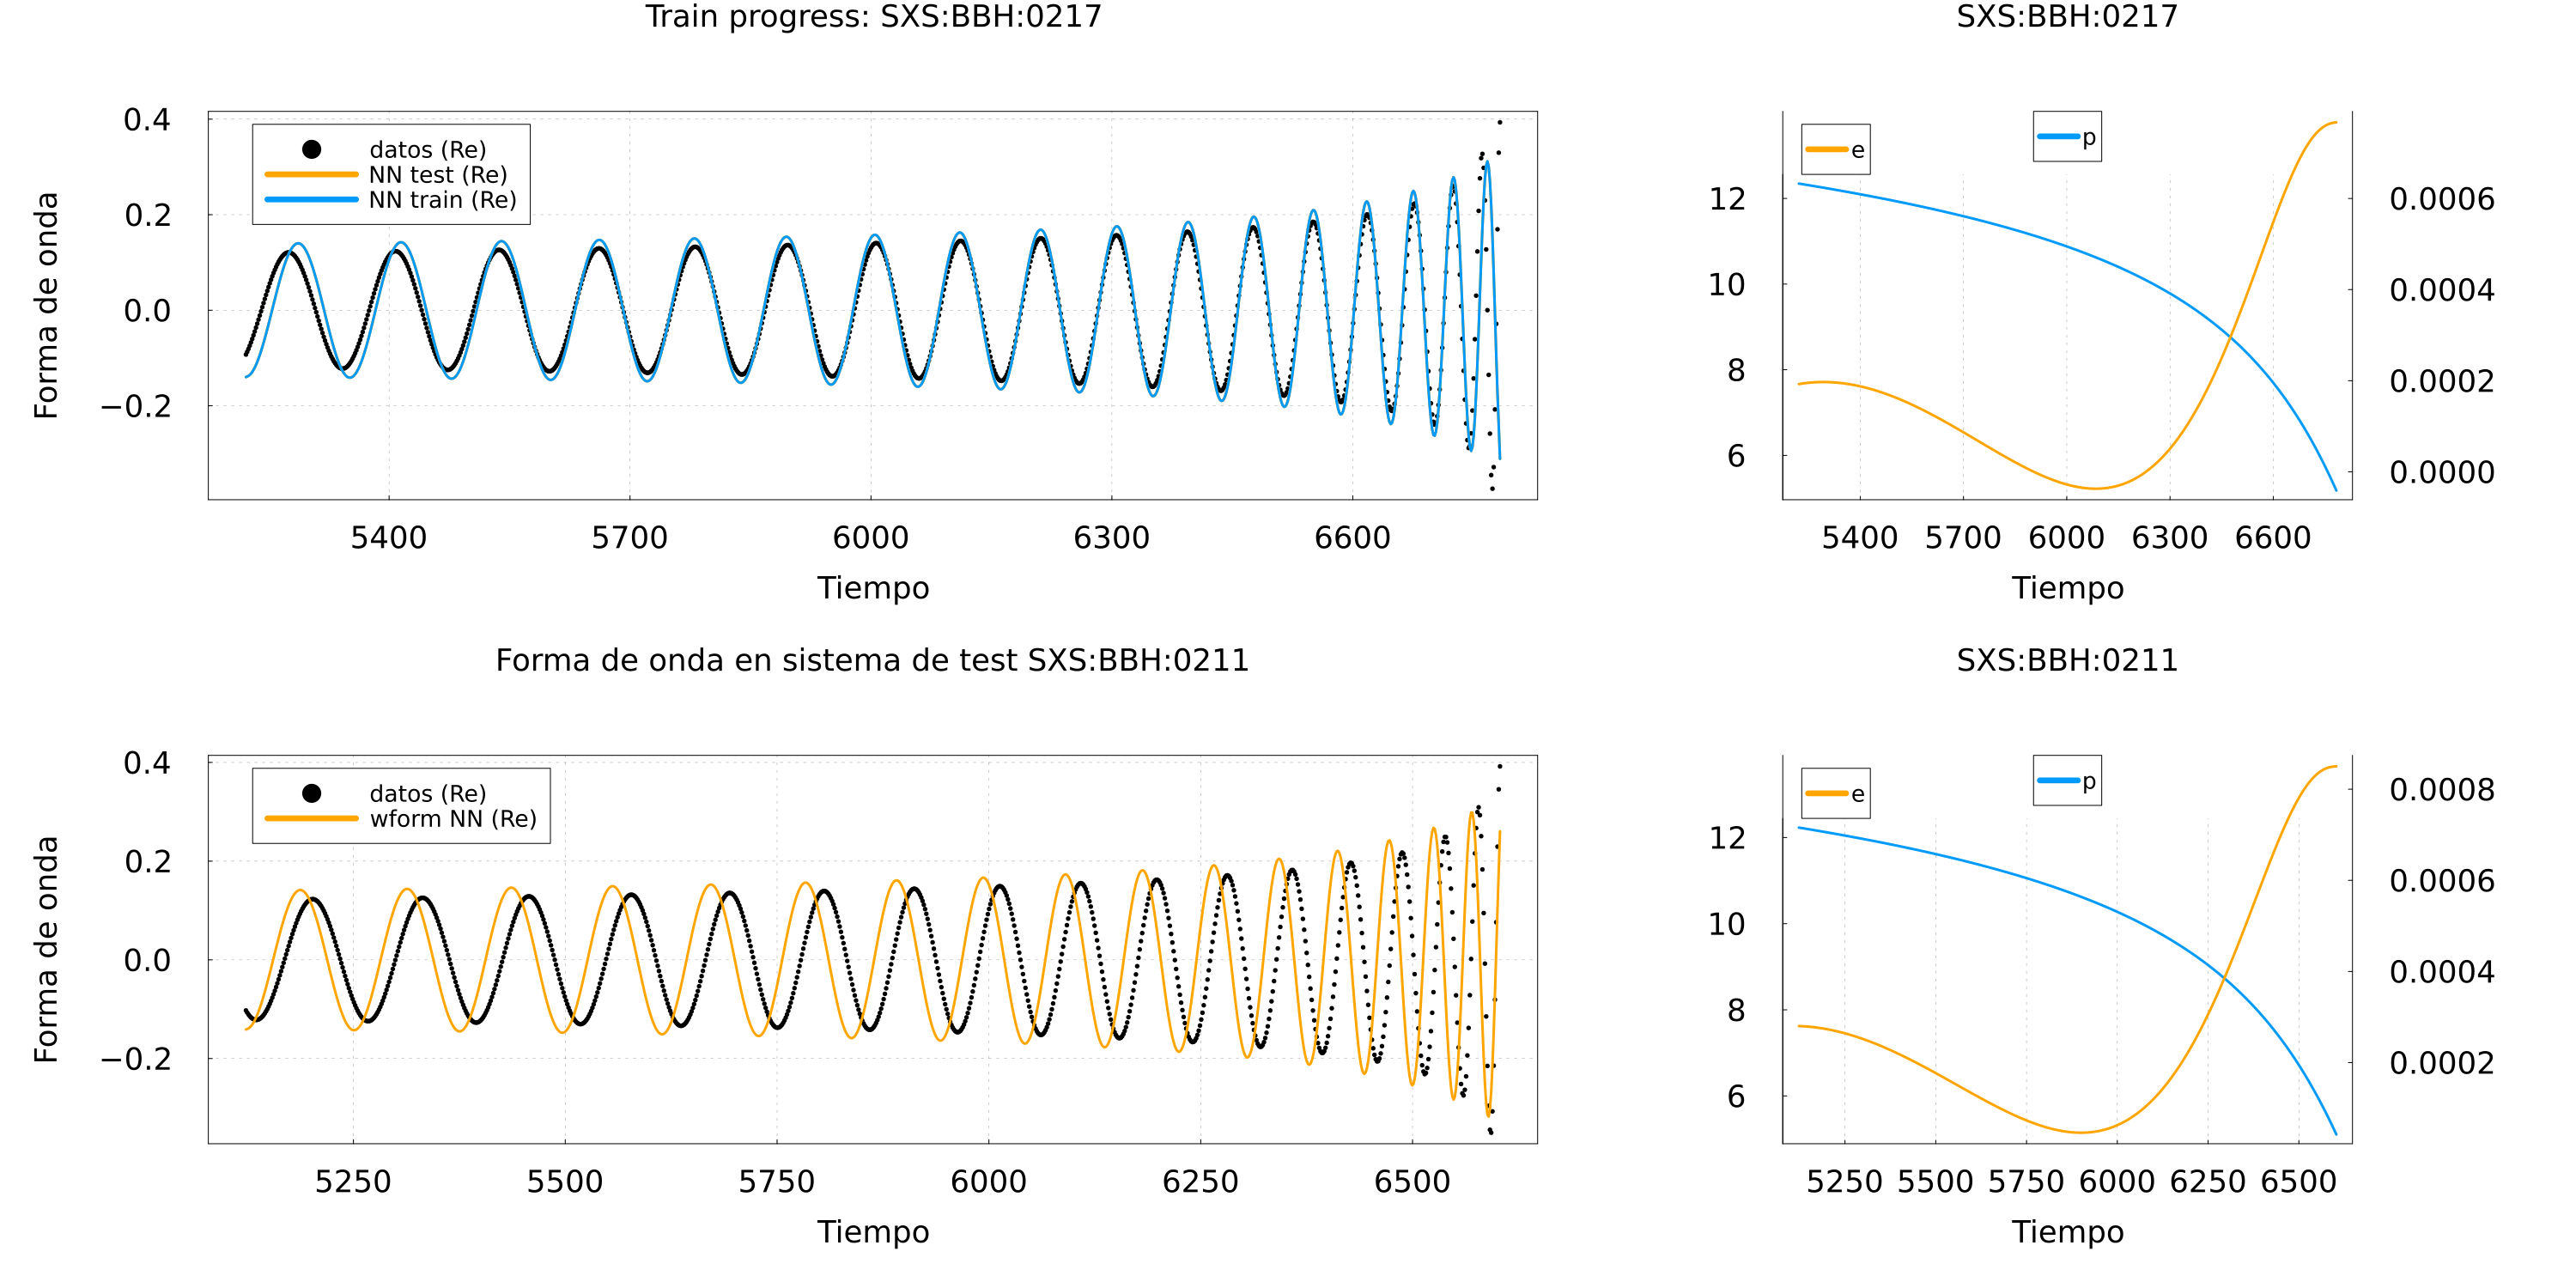 Train progress: SXS:BBH:0217
Forma de onda
0.4
0.2
0.0
−0.2
datos (Re)
NN test (Re)
NN train (Re)
5400 5700 6000 6300 6600
Tiempo
SXS:BBH:0217
e
p
12
10
8
6
0.0006
0.0004
0.0002
0.0000
5400 5700 6000 6300 6600
Tiempo
Forma de onda en sistema de test SXS:BBH:0211
Forma de onda
0.4
0.2
0.0
−0.2
datos (Re)
wform NN (Re)
5250 5500 5750 6000 6250 6500
Tiempo
SXS:BBH:0211
e
p
12
10
8
6
0.0008
0.0006
0.0004
0.0002
5250 5500 5750 6000 6250 6500
Tiempo